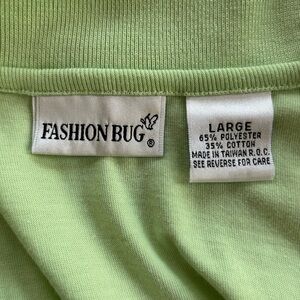 FASHION BUG®
LARGE
65% POLYESTER
35% COTTON
MADE IN TAIWAN R.O.C.
SEE REVERSE FOR CARE